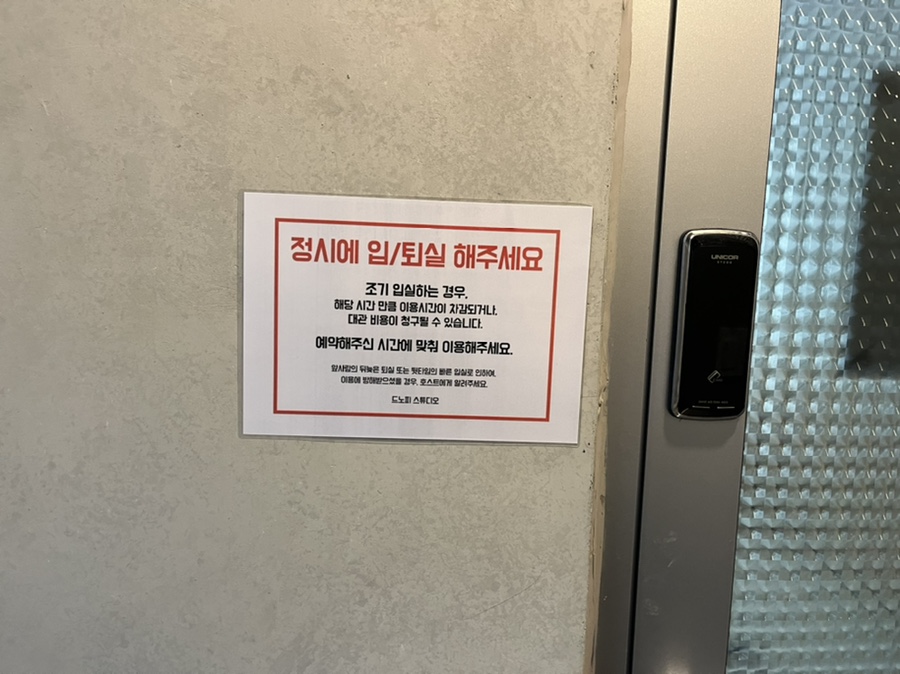 정시에 입/퇴실 해주세요
조기 입실하는 경우,
해당 시간 만큼 이용시간이 차감되거나,
대관 비용이 청구될 수 있습니다.
예약해주신 시간에 맞춰 이용해주세요.
앞사람의 뒤늦은 퇴실 또는 뒷타임의 빠른 입실로 인하여,
이용에 방해받으셨을 경우, 호스트에게 알려주세요.
드노피 스튜디오
UNICOR